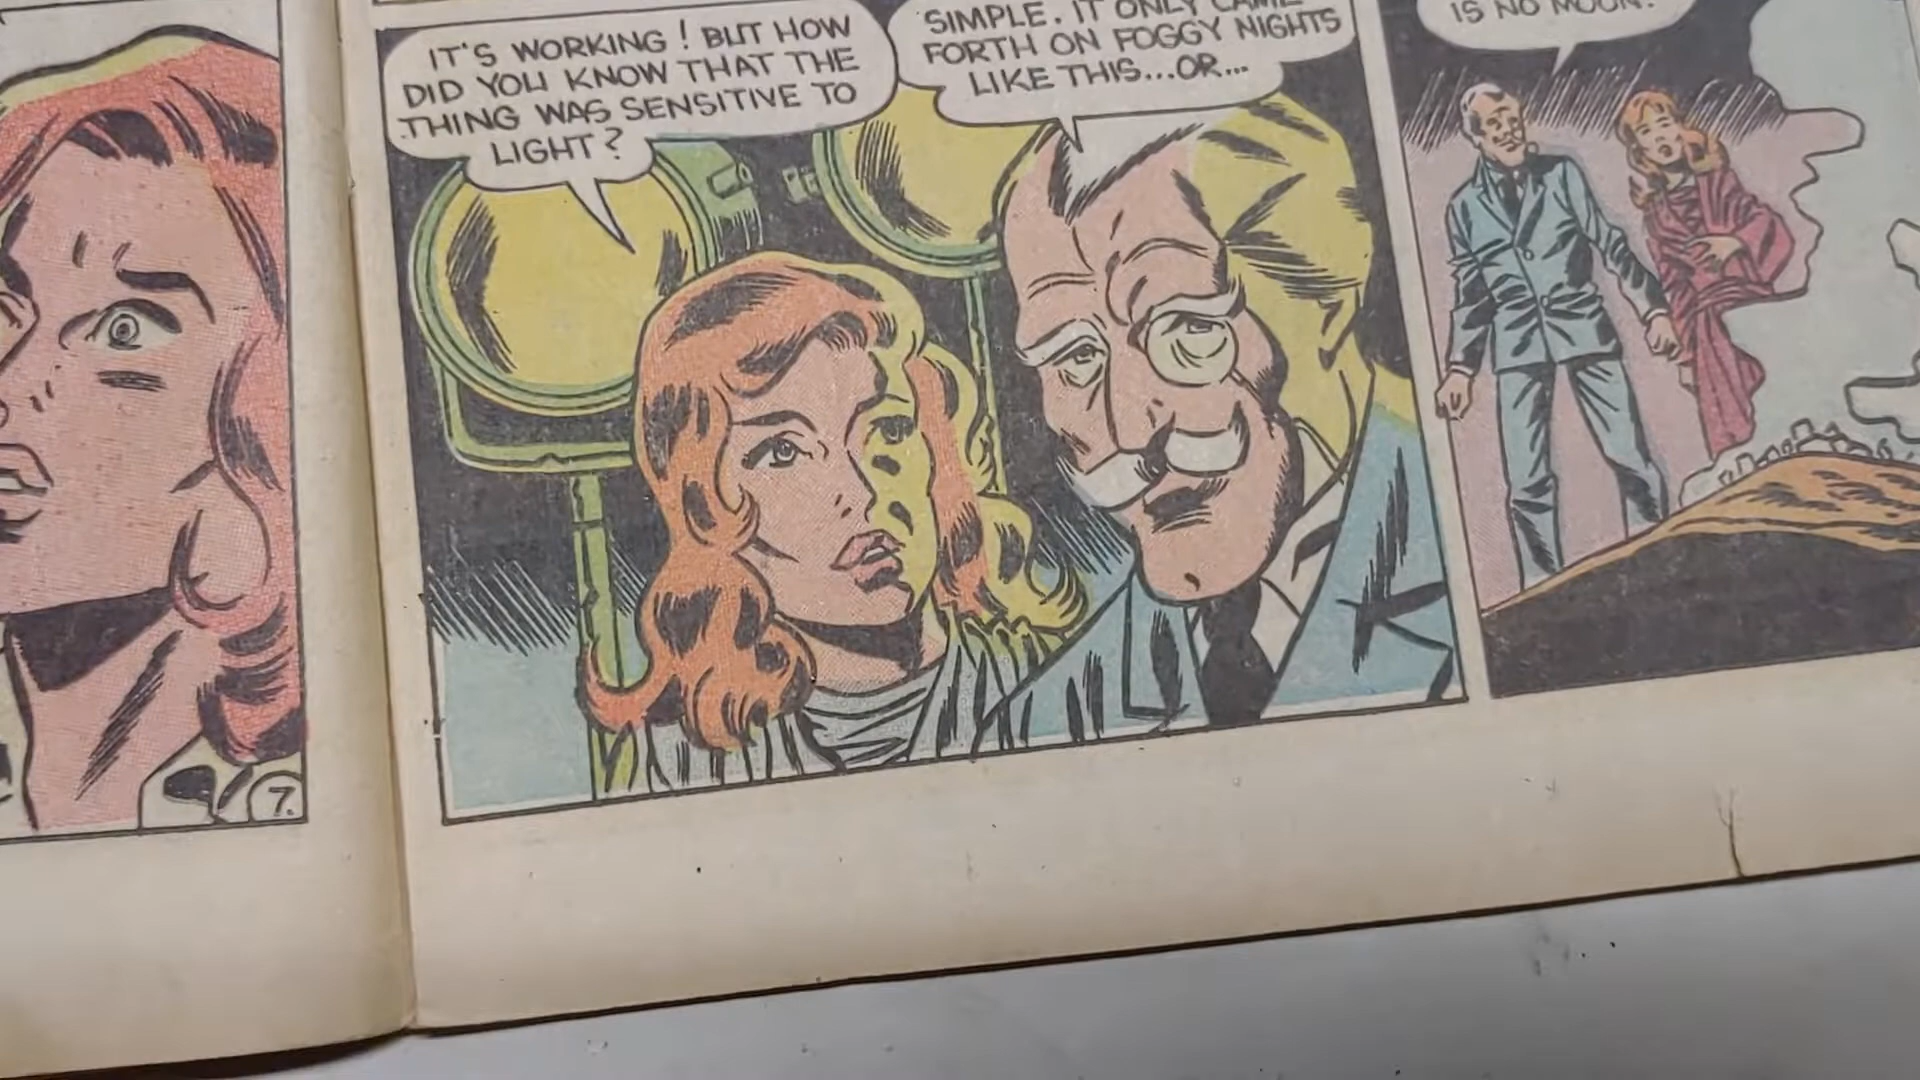 IT'S WORKING! BUT HOW
DID YOU KNOW THAT THE
THING WAS SENSITIVE TO
LIGHT?
SIMPLE. IT ONLY CAME
FORTH ON FOGGY NIGHTS
LIKE THIS...OR...
IS NO MOON.
7.